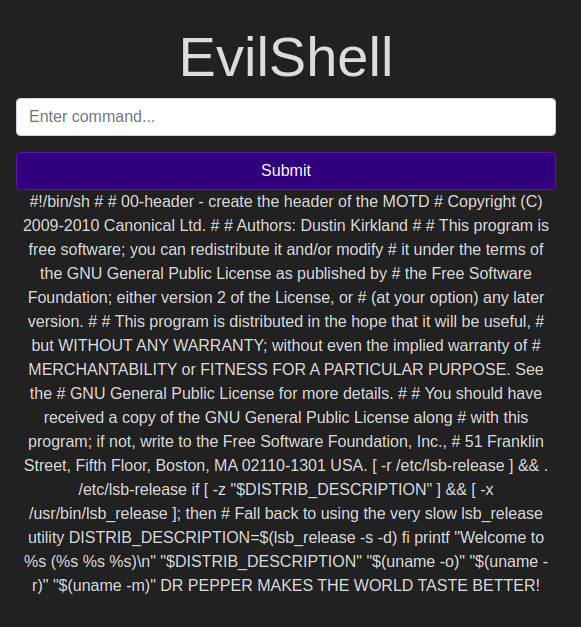 EvilShell
Enter command...
Submit
#!/bin/sh # # 00-header - create the header of the MOTD # Copyright (C)
2009-2010 Canonical Ltd. # # Authors: Dustin Kirkland # # This program is
free software; you can redistribute it and/or modify # it under the terms of
the GNU General Public License as published by # the Free Software
Foundation; either version 2 of the License, or # (at your option) any later
version. # # This program is distributed in the hope that it will be useful, #
but WITHOUT ANY WARRANTY; without even the implied warranty of #
MERCHANTABILITY or FITNESS FOR A PARTICULAR PURPOSE. See
the # GNU General Public License for more details. # # You should have
received a copy of the GNU General Public License along # with this
program; if not, write to the Free Software Foundation, Inc., # 51 Franklin
Street, Fifth Floor, Boston, MA 02110-1301 USA. [ -r /etc/lsb-release ] && .
/etc/lsb-release if [ -z "$DISTRIB_DESCRIPTION" ] && [ -x
/usr/bin/lsb_release ]; then # Fall back to using the very slow lsb_release
utility DISTRIB_DESCRIPTION=$(lsb_release -s -d) fi printf "Welcome to
%s (%s %s %s)\n" "$DISTRIB_DESCRIPTION" "$(uname -o)" "$(uname -
r)" "$(uname -m)" DR PEPPER MAKES THE WORLD TASTE BETTER!